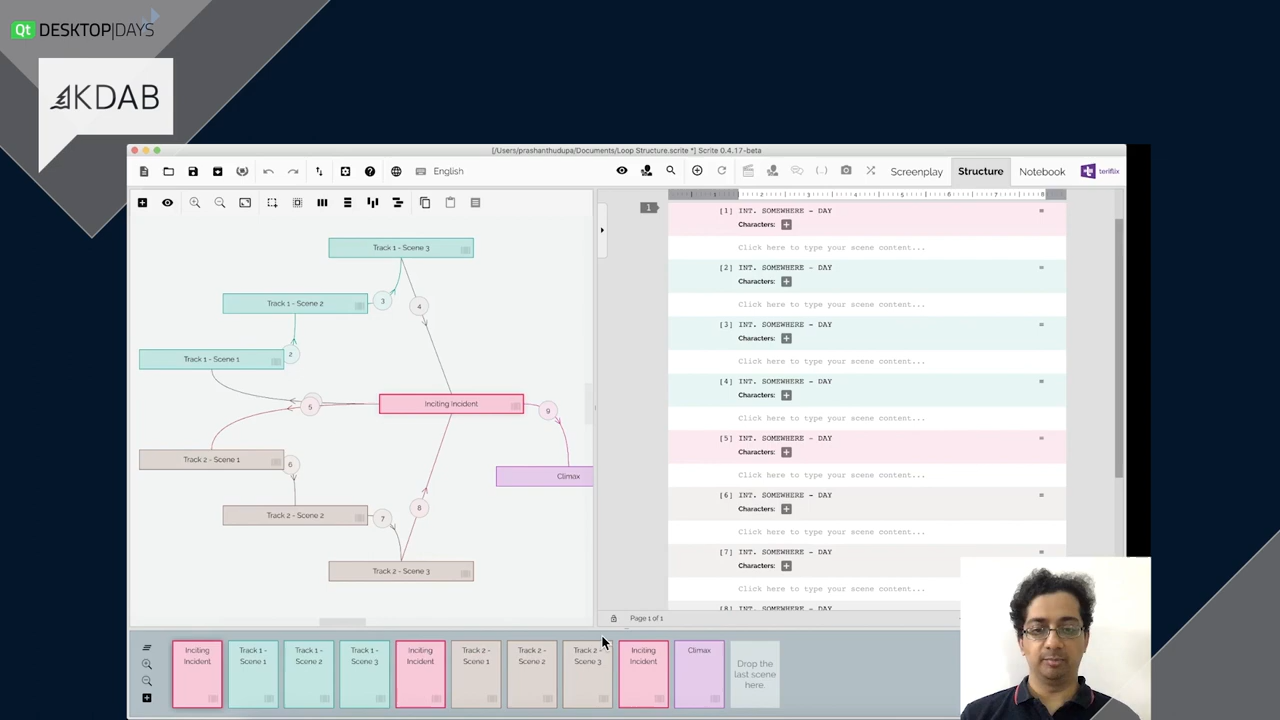 Qt DESKTOP|DAYS
KDAB
[/Users/prashanthudupa/Documents/Loop Structure.scrite *] Scrite 0.4.17-beta
English
Screenplay
Structure
Notebook
teriflix
Track 1 - Scene 3
Track 1 - Scene 2
3
4
2
Track 1 - Scene 1
5
Inciting Incident
9
Track 2 - Scene 1
6
Climax
Track 2 - Scene 2
7
8
Track 2 - Scene 3
1
[1] INT. SOMEWHERE - DAY
Characters:
Click here to type your scene content...
[2] INT. SOMEWHERE - DAY
Characters:
Click here to type your scene content...
[3] INT. SOMEWHERE - DAY
Characters:
Click here to type your scene content...
[4] INT. SOMEWHERE - DAY
Characters:
Click here to type your scene content...
[5] INT. SOMEWHERE - DAY
Characters:
Click here to type your scene content...
[6] INT. SOMEWHERE - DAY
Characters:
Click here to type your scene content...
[7] INT. SOMEWHERE - DAY
Characters:
Click here to type your scene content...
[8] INT. SOMEWHERE - DAY
Page 1 of 1
Inciting
Incident
Track 1 -
Scene 1
Track 1 -
Scene 2
Track 1 -
Scene 3
Inciting
Incident
Track 2 -
Scene 1
Track 2 -
Scene 2
Track 2 -
Scene 3
Inciting
Incident
Climax
Drop the
last scene
here.